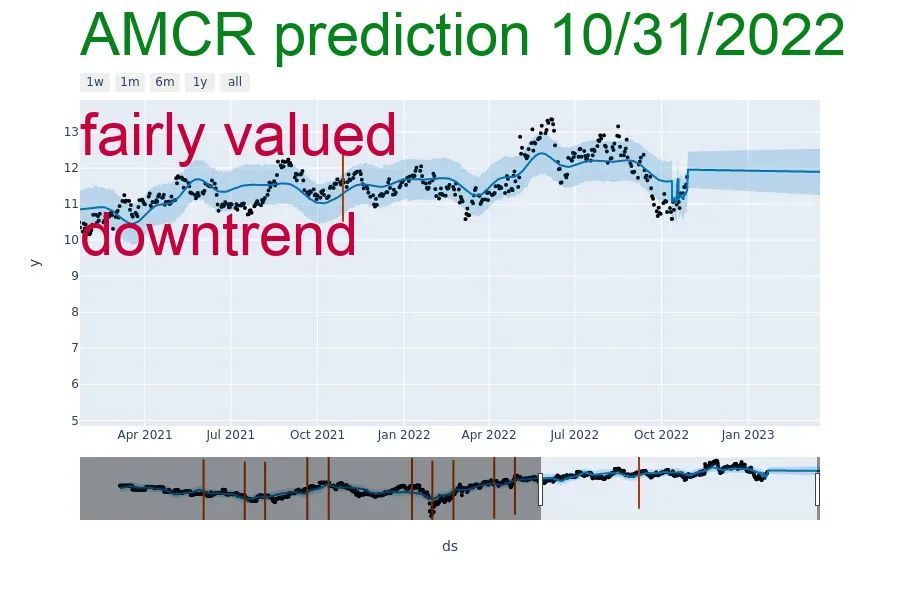 AMCR prediction 10/31/2022
1w 1m 6m 1y all
fairly valued
downtrend
13
12
11
10
9
8
7
6
5
y
Apr 2021 Jul 2021 Oct 2021 Jan 2022 Apr 2022 Jul 2022 Oct 2022 Jan 2023
ds